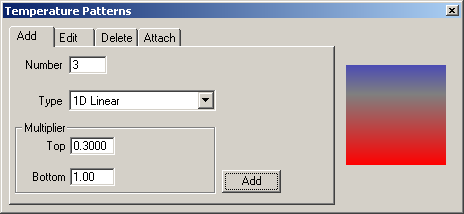 Temperature Patterns
Add Edit Delete Attach
Number 3
Type 1D Linear
Multiplier
Top 0.3000
Bottom 1.00
Add